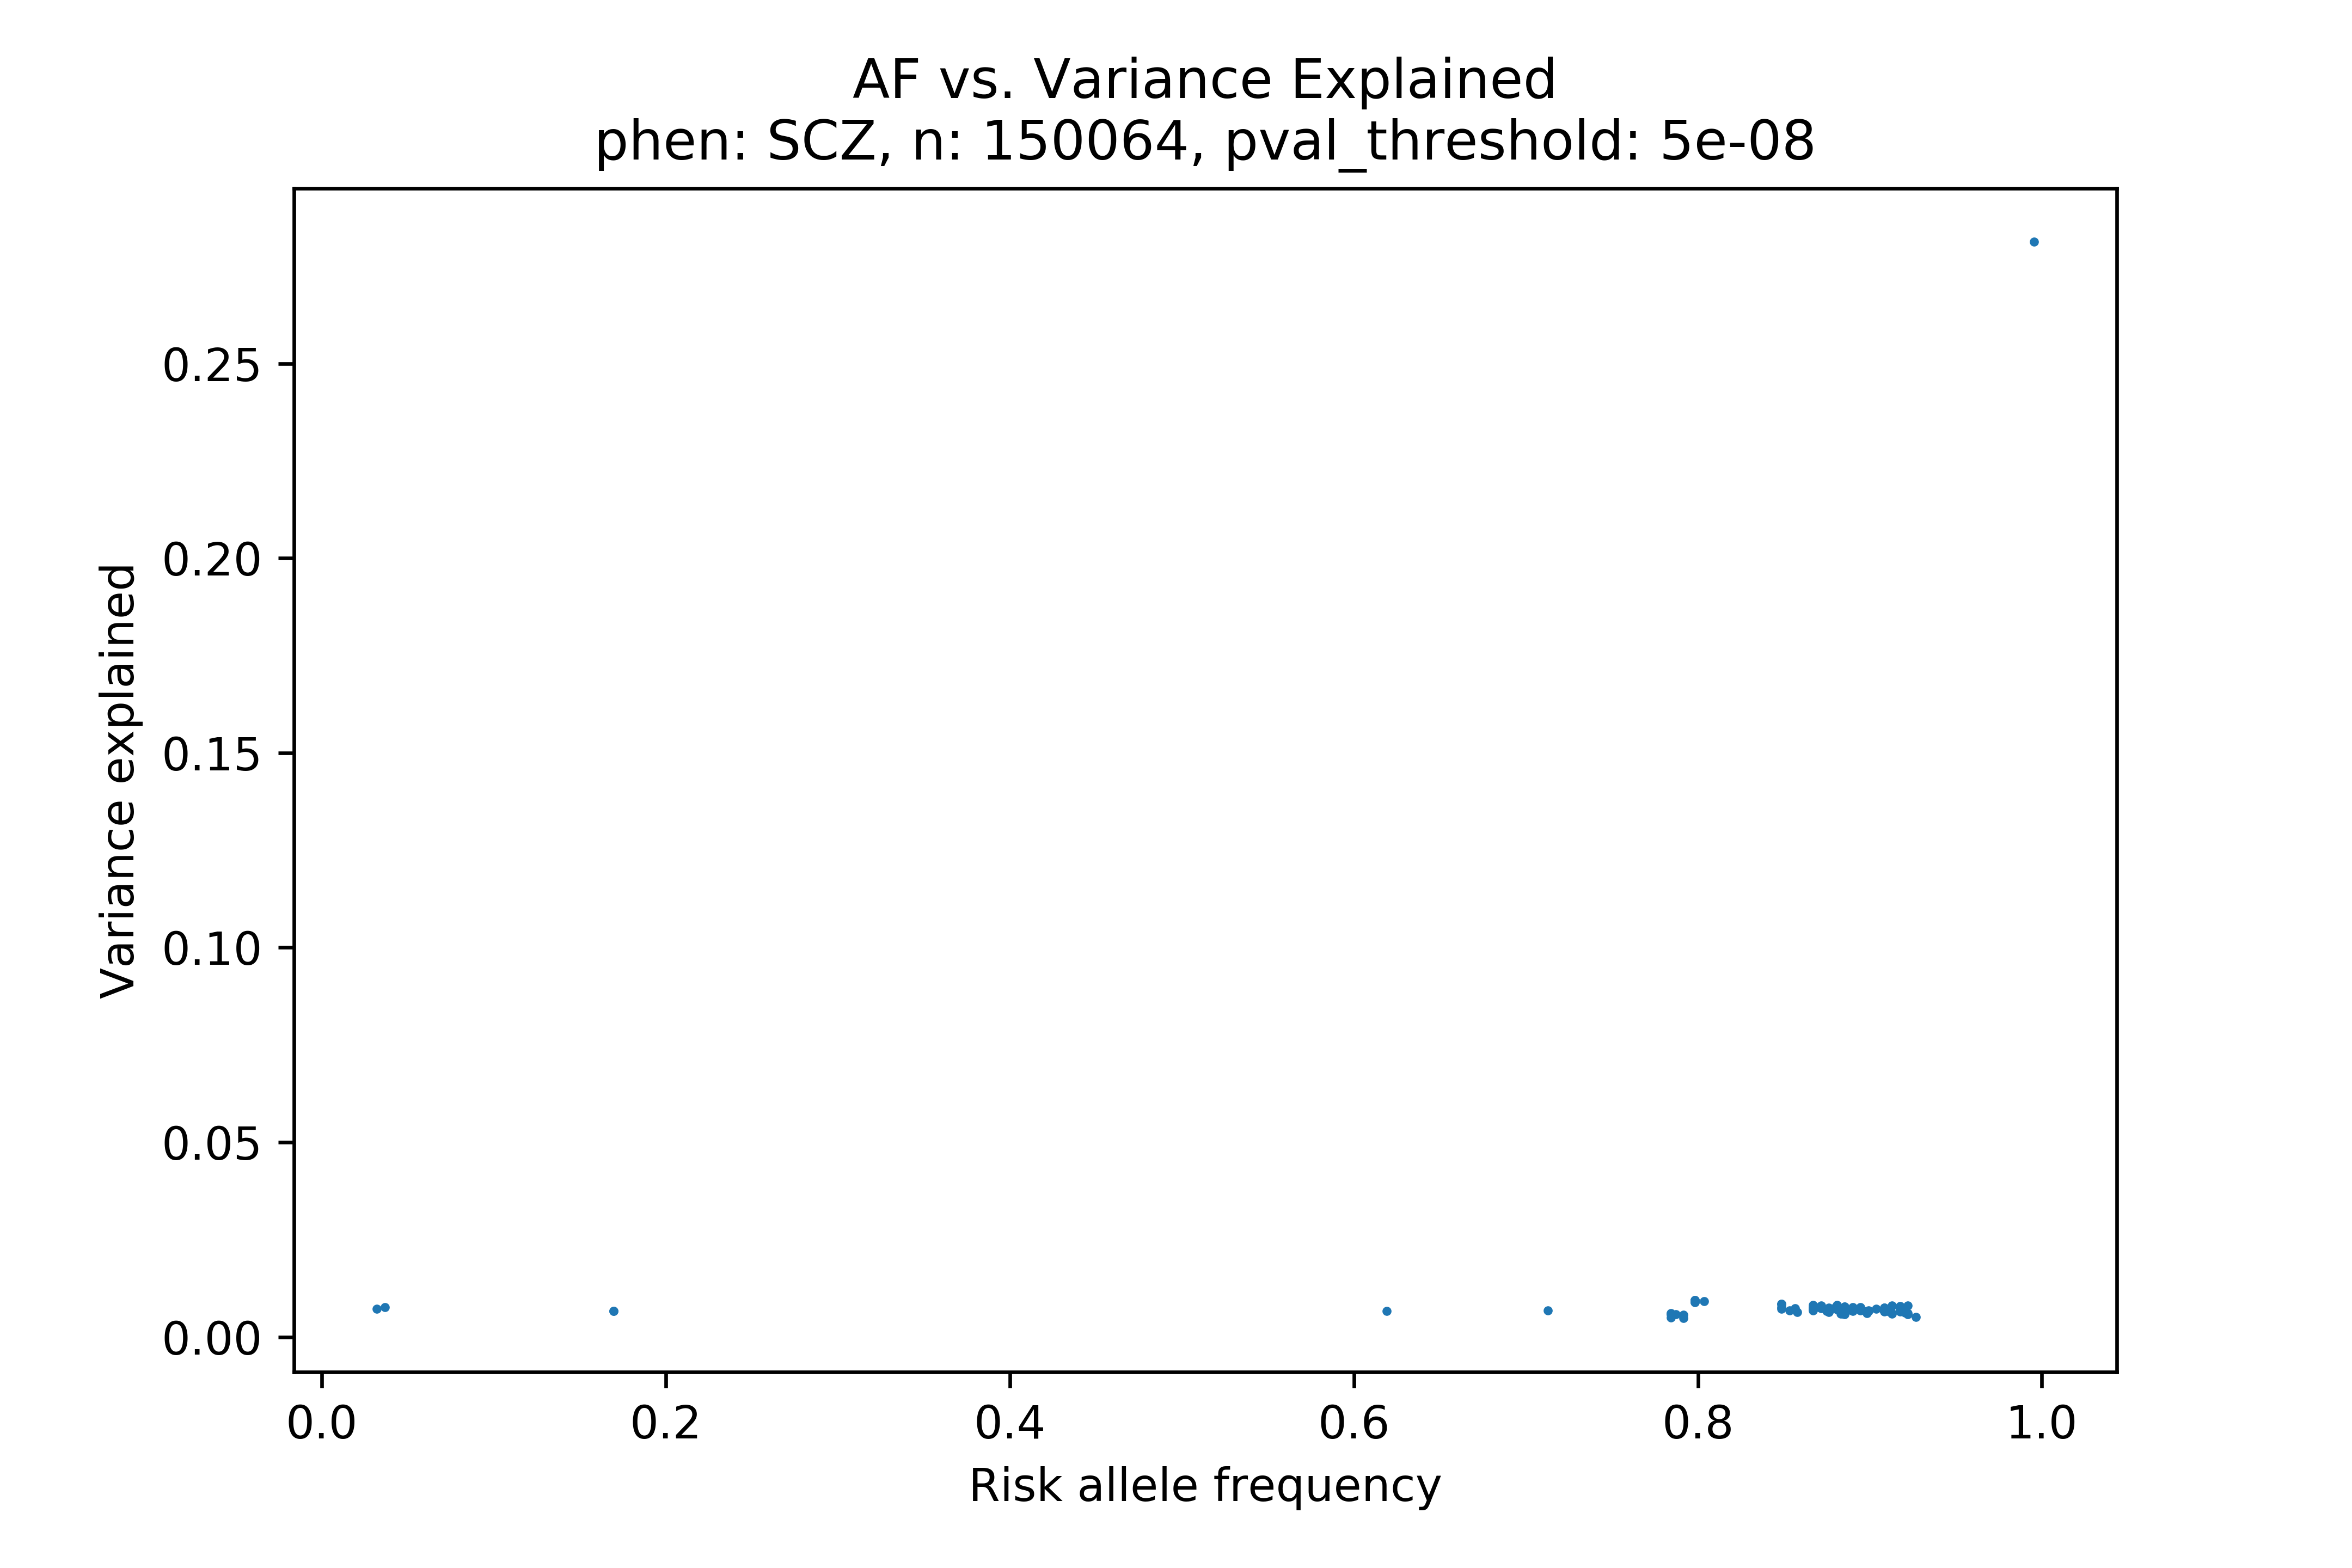 AF vs. Variance Explained
phen: SCZ, n: 150064, pval_threshold: 5e-08
Variance explained
0.25
0.20
0.15
0.10
0.05
0.00
0.0 0.2 0.4 0.6 0.8 1.0
Risk allele frequency